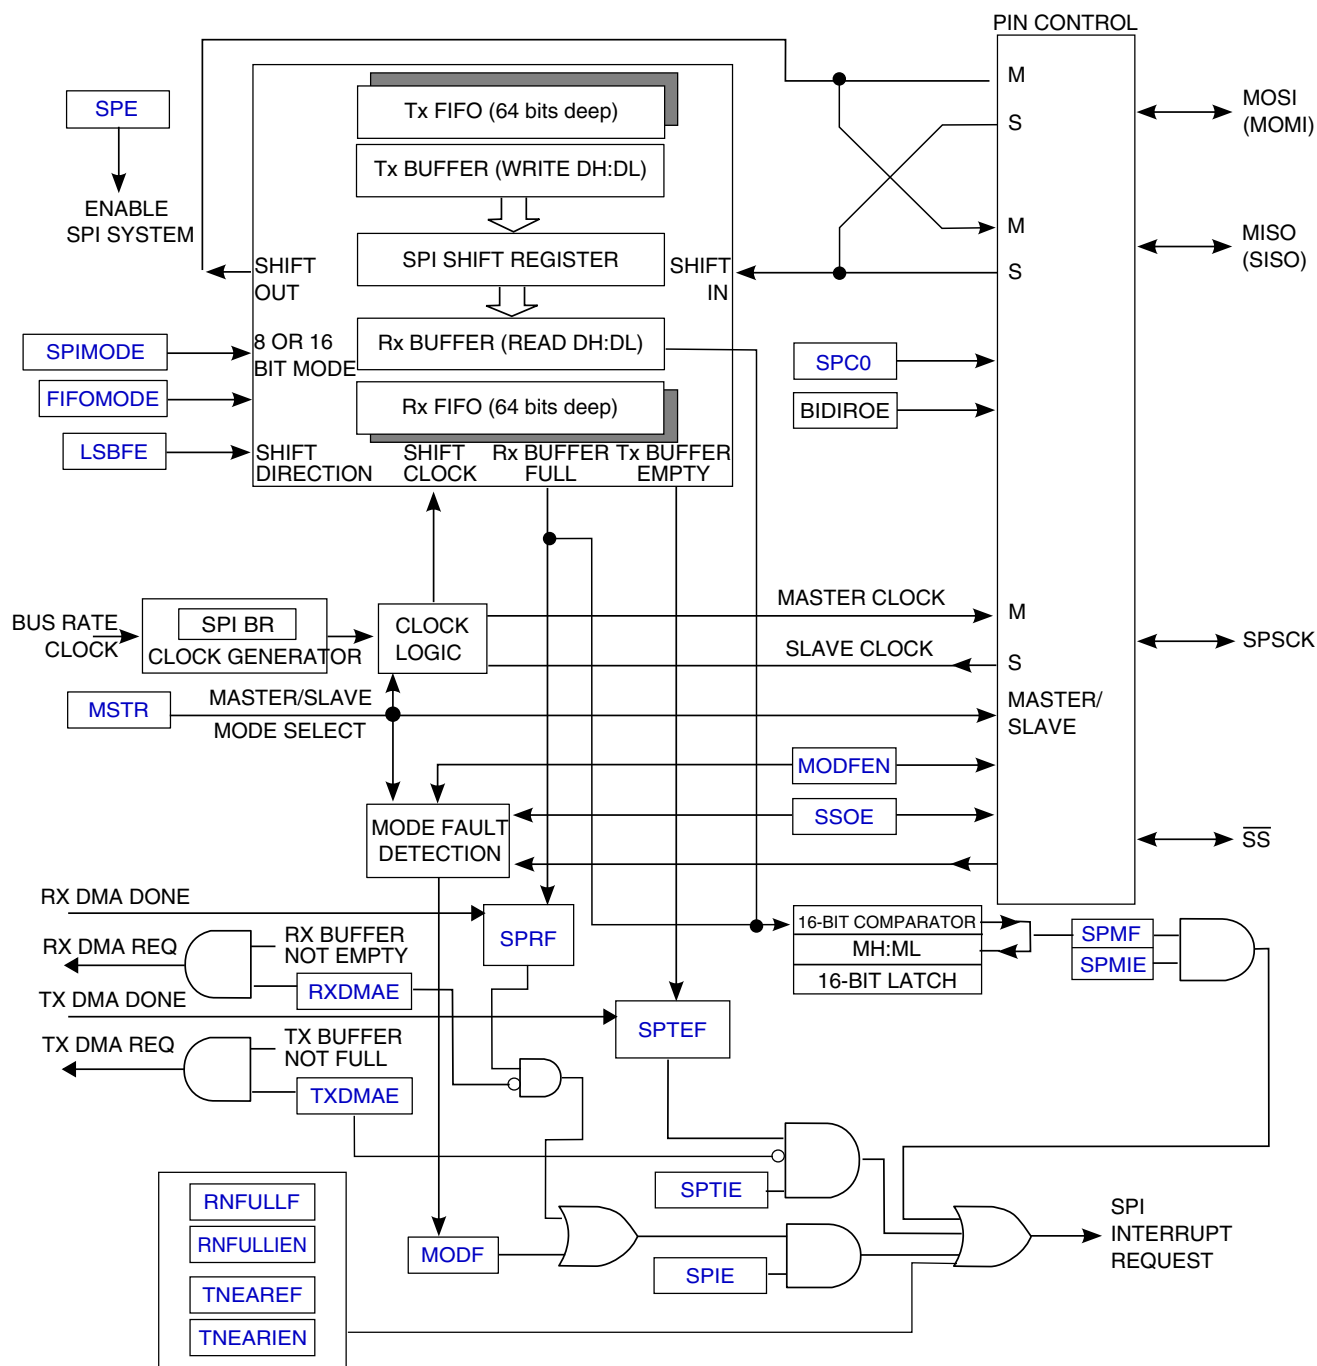 PIN CONTROL
M
S
M
S
MOSI
(MOMI)
MISO
(SISO)
SPE
ENABLE
SPI SYSTEM
Tx FIFO (64 bits deep)
Tx BUFFER (WRITE DH:DL)
SPI SHIFT REGISTER
SHIFT
OUT
SHIFT
IN
Rx BUFFER (READ DH:DL)
8 OR 16
BIT MODE
Rx FIFO (64 bits deep)
SPIMODE
FIFOMODE
LSBFE
SHIFT
DIRECTION
SHIFT
CLOCK
Rx BUFFER
FULL
Tx BUFFER
EMPTY
SPC0
BIDIROE
BUS RATE
CLOCK
SPI BR
CLOCK GENERATOR
CLOCK
LOGIC
MASTER CLOCK
M
SLAVE CLOCK
S
SPSCK
MSTR
MASTER/SLAVE
MODE SELECT
MASTER/
SLAVE
MODFEN
SSOE
MODE FAULT
DETECTION
SS
RX DMA DONE
SPRF
RX DMA REQ
RX BUFFER
NOT EMPTY
RXDMAE
16-BIT COMPARATOR
MH:ML
16-BIT LATCH
SPMF
SPMIE
TX DMA DONE
SPTEF
TX DMA REQ
TX BUFFER
NOT FULL
TXDMAE
RNFULLF
RNFULLIEN
TNEAREF
TNEARIEN
MODF
SPTIE
SPIE
SPI
INTERRUPT
REQUEST